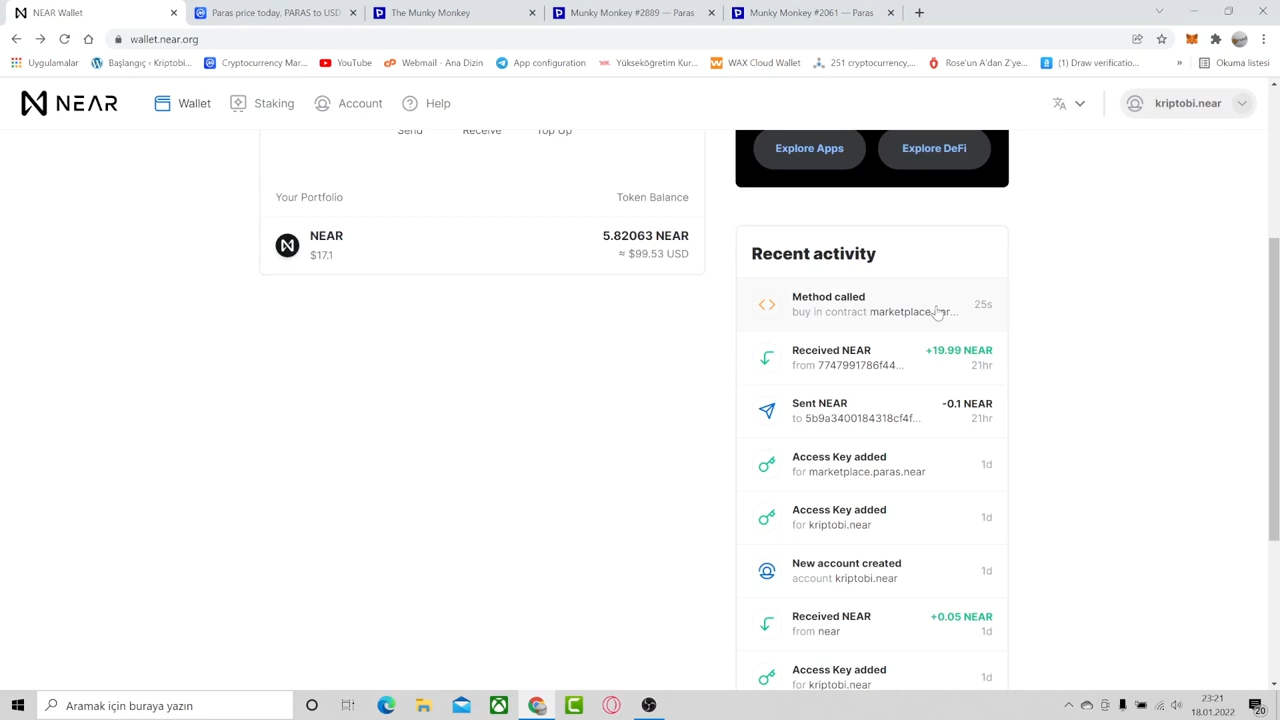 NEAR Wallet
Paras price today, PARAS to USD
The Munky Monkey
Munky Monkey #2889 — Paras
Munky Monkey #2061 — Paras
wallet.near.org
Uygulamalar
Başlangıç ‹ Kriptobi...
Cryptocurrency Mar...
YouTube
Webmail - Ana Dizin
App configuration
Yükseköğretim Kur...
WAX Cloud Wallet
251 cryptocurrency,...
Rose'un A'dan Z'ye...
(1) Draw verificatio...
»
Okuma listesi
NEAR
Wallet
Staking
Account
Help
kriptobi.near
Send
Receive
Top Up
Explore Apps
Explore DeFi
Your Portfolio
Token Balance
NEAR
5.82063 NEAR
$17.1
≈ $99.53 USD
Recent activity
Method called
buy in contract marketplace.par...
25s
Received NEAR
+19.99 NEAR
from 7747991786f44...
21hr
Sent NEAR
-0.1 NEAR
to 5b9a3400184318cf4f...
21hr
Access Key added
for marketplace.paras.near
1d
Access Key added
for kriptobi.near
1d
New account created
account kriptobi.near
1d
Received NEAR
+0.05 NEAR
from near
1d
Access Key added
for kriptobi.near
1d
Aramak için buraya yazın
23:21
18.01.2022
20